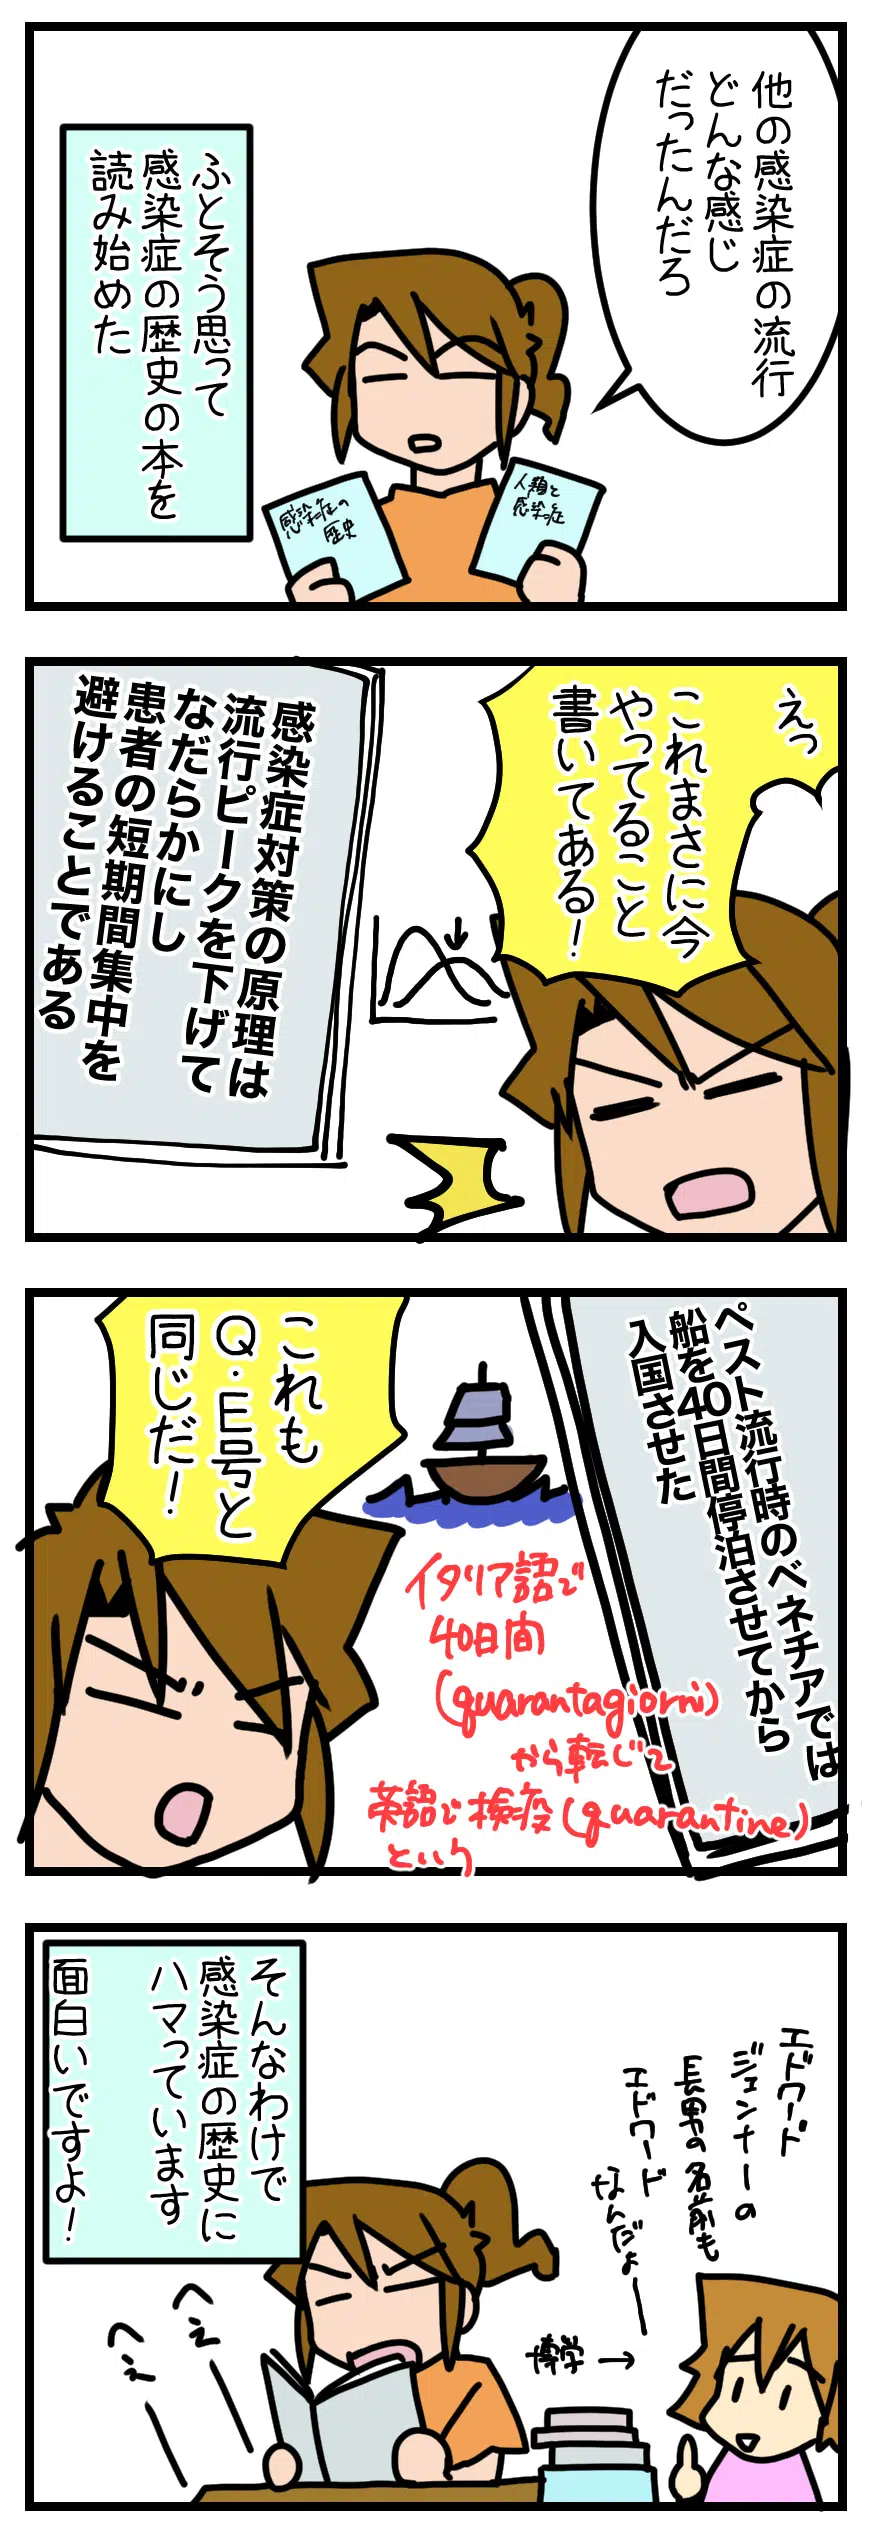 他の感染症の流行
どんな感じ
だったんだろ
ふとそう思って
感染症の歴史の本を
読み始めた
感染症の
歴史
人類と
感染症
えっ
これまさに今
やってること
書いてある!
感染症対策の原理は
流行ピークを下げて
なだらかにし
患者の短期間集中を
避けることである
ペスト流行時のベネチアでは
船を40日間停泊させてから
入国させた
これも
Q・E号と
同じだ!
イタリア語で
40日間
(quarantagiorni)
から転じて
英語で検疫(quarantine)
という
エドワード
ジェンナーの
長男の名前も
エドワード
なんだよー
博学→
そんなわけで
感染症の歴史に
ハマっています
面白いですよ!
へぇー
へぇー